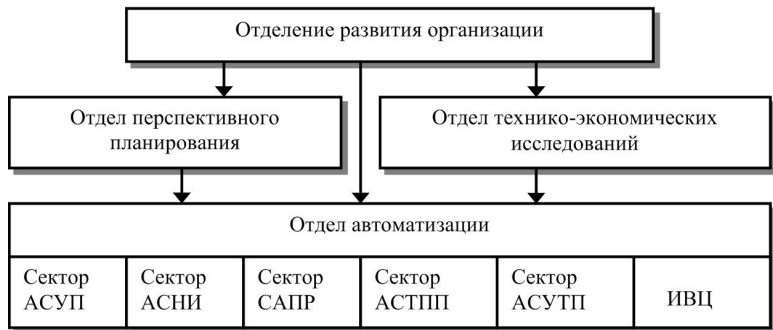 Отделение развития организации
Отдел перспективного
планирования
Отдел технико-экономических
исследований
Отдел автоматизации
Сектор
АСУП
Сектор
АСНИ
Сектор
САПР
Сектор
АСТПП
Сектор
АСУТП
ИВЦ